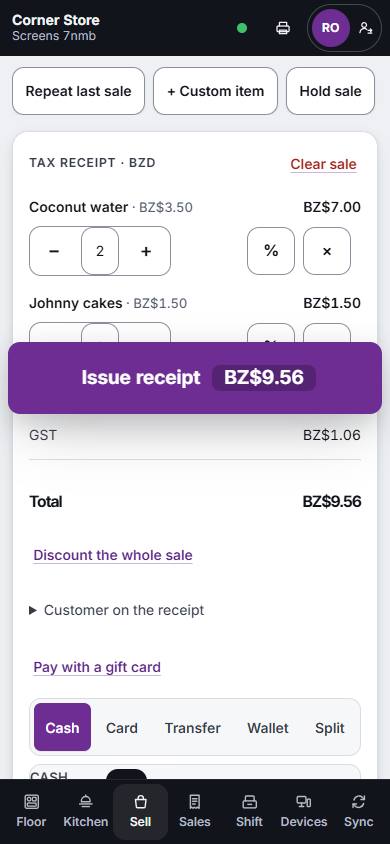 Corner Store
Screens 7nmb
RO
Repeat last sale
+ Custom item
Hold sale
TAX RECEIPT · BZD
Clear sale
Coconut water · BZ$3.50
BZ$7.00
− 2 +
% ×
Johnny cakes · BZ$1.50
BZ$1.50
Issue receipt BZ$9.56
GST
BZ$1.06
Total
BZ$9.56
Discount the whole sale
▶ Customer on the receipt
Pay with a gift card
Cash Card Transfer Wallet Split
CASH
Floor Kitchen Sell Sales Shift Devices Sync